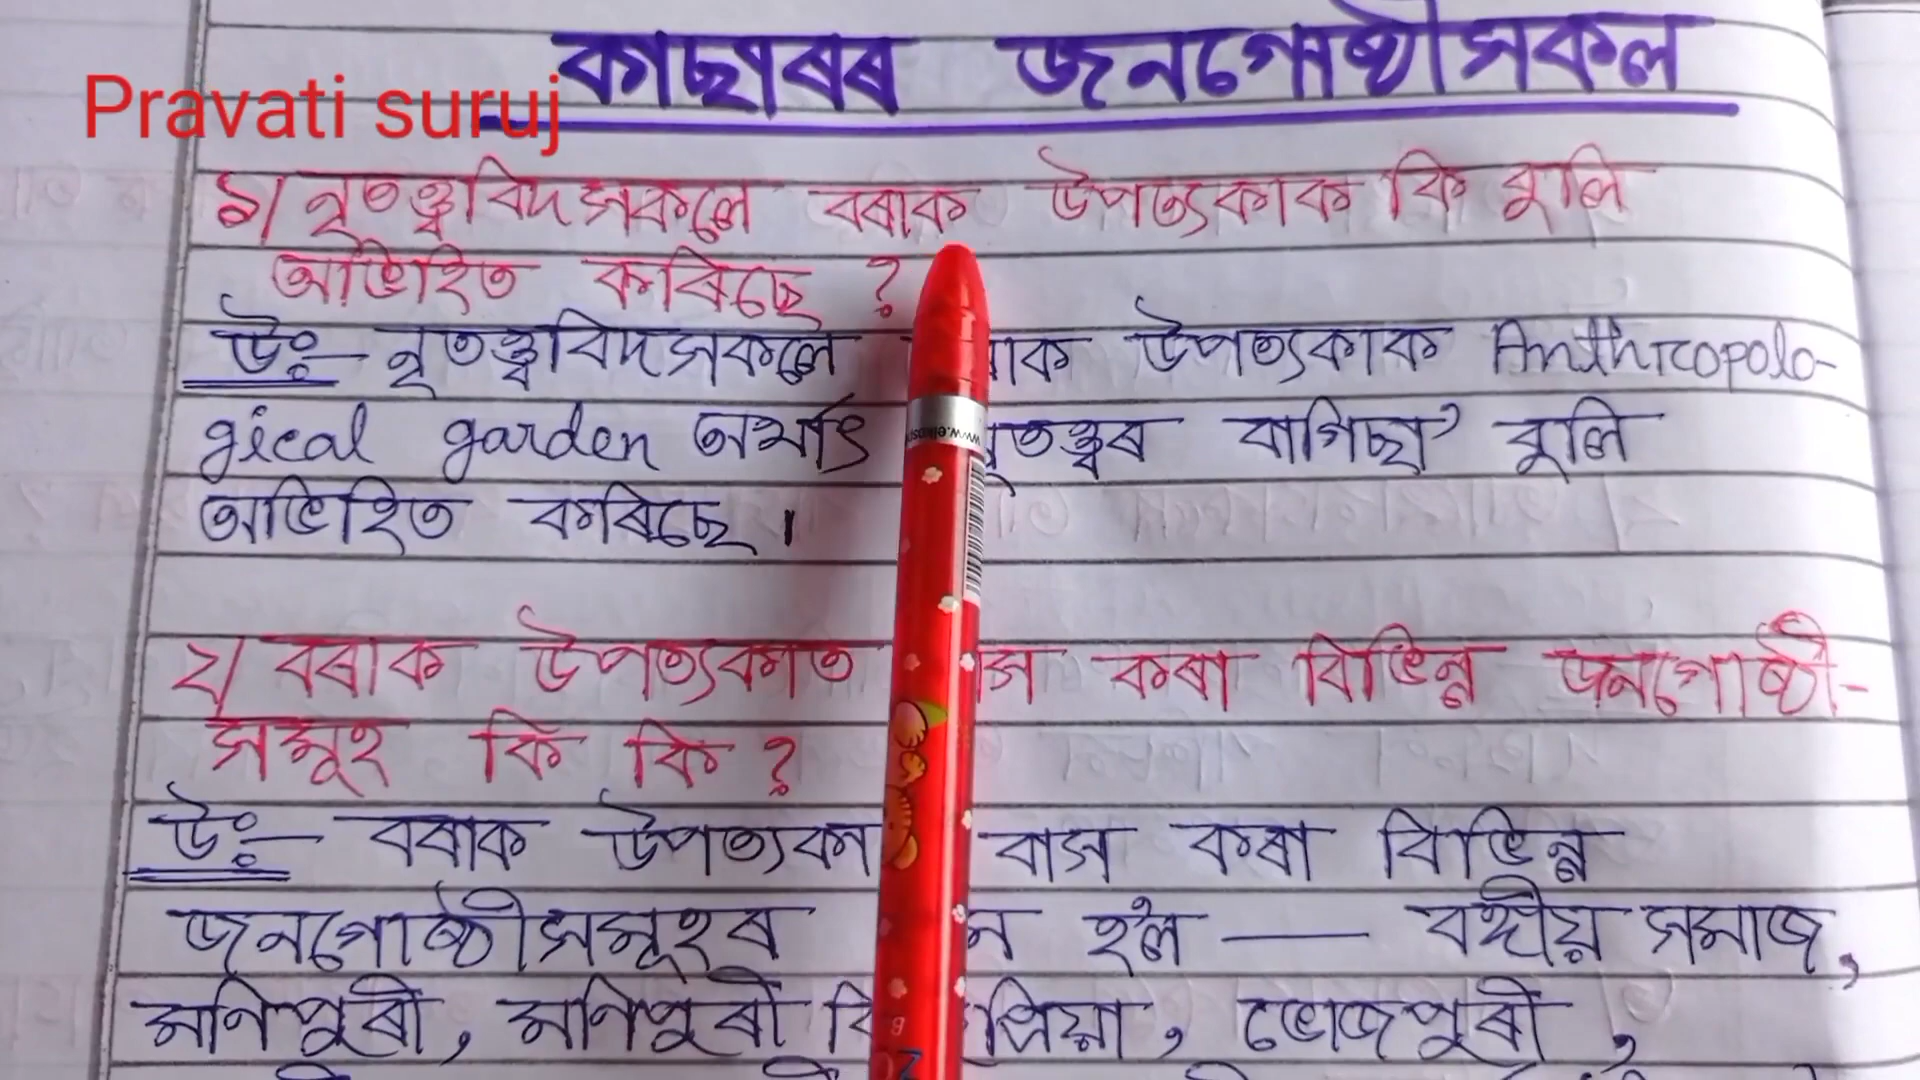 কাছাৰৰ জনগোষ্ঠীসকল
Pravati suruj
১/ নৃতত্ত্ববিদসকলে বৰাক উপত্যকাক কি বুলি
অভিহিত কৰিছে ?
উঃ— নৃতত্ত্ববিদসকলে উপত্যকাক Anthropolo-
gical garden অৰ্থাৎ বাগিছা’ বুলি
অভিহিত কৰিছে।
২/ বৰাক উপত্যকাত কৰা বিভিন্ন জনগোষ্ঠী-
সমূহ কি কি ?
উঃ— বৰাক বাস কৰা বিভিন্ন
জনগোষ্ঠীসমূহৰ হ'ল — বঙ্গীয় সমাজ,
মণিপুৰী, মণিপুৰী ভোজপুৰী,